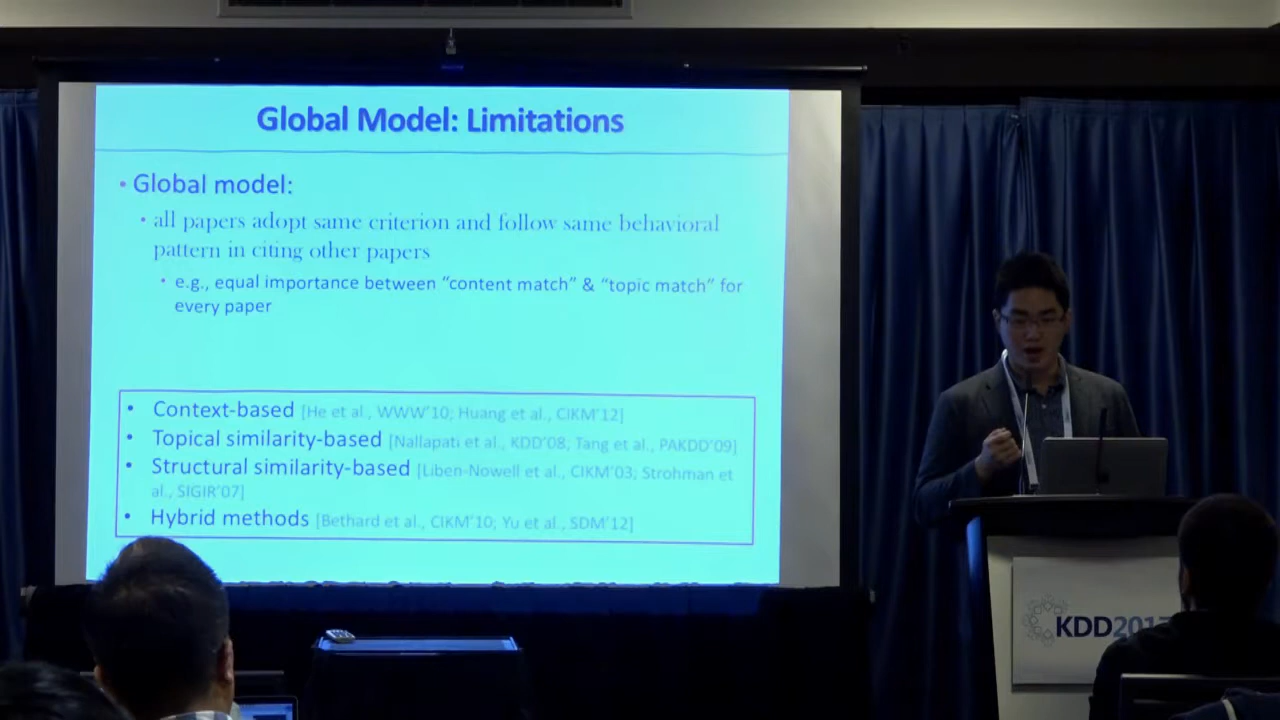 Global Model: Limitations
• Global model:
• all papers adopt same criterion and follow same behavioral
pattern in citing other papers
• e.g., equal importance between “content match” & “topic match” for
every paper
• Context-based [He et al., WWW’10; Huang et al., CIKM’12]
• Topical similarity-based [Nallapati et al., KDD’08; Tang et al., PAKDD’09]
• Structural similarity-based [Liben-Nowell et al., CIKM’03; Strohman et
al., SIGIR’07]
• Hybrid methods [Bethard et al., CIKM’10; Yu et al., SDM’12]
KDD2017